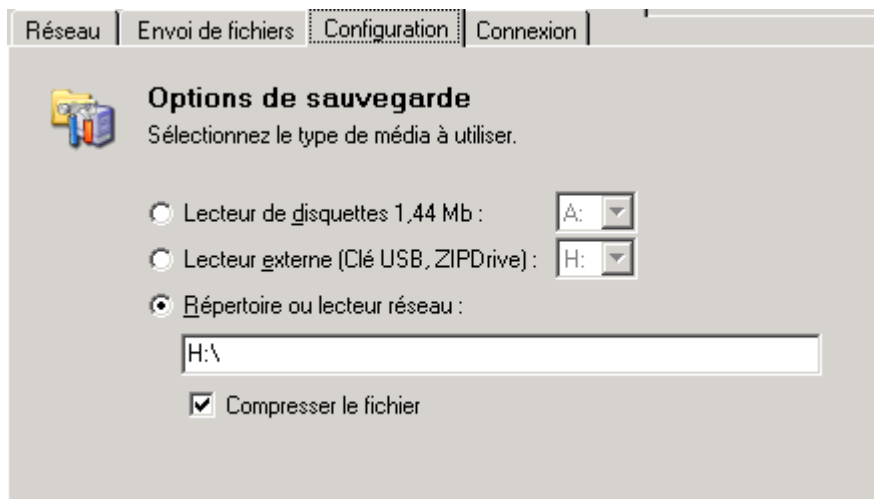 Réseau Envoi de fichiers Configuration Connexion
Options de sauvegarde
Sélectionnez le type de média à utiliser.
Lecteur de disquettes 1,44 Mb : A:
Lecteur externe (Clé USB, ZIPDrive) : H:
Répertoire ou lecteur réseau :
H:\
Compresser le fichier